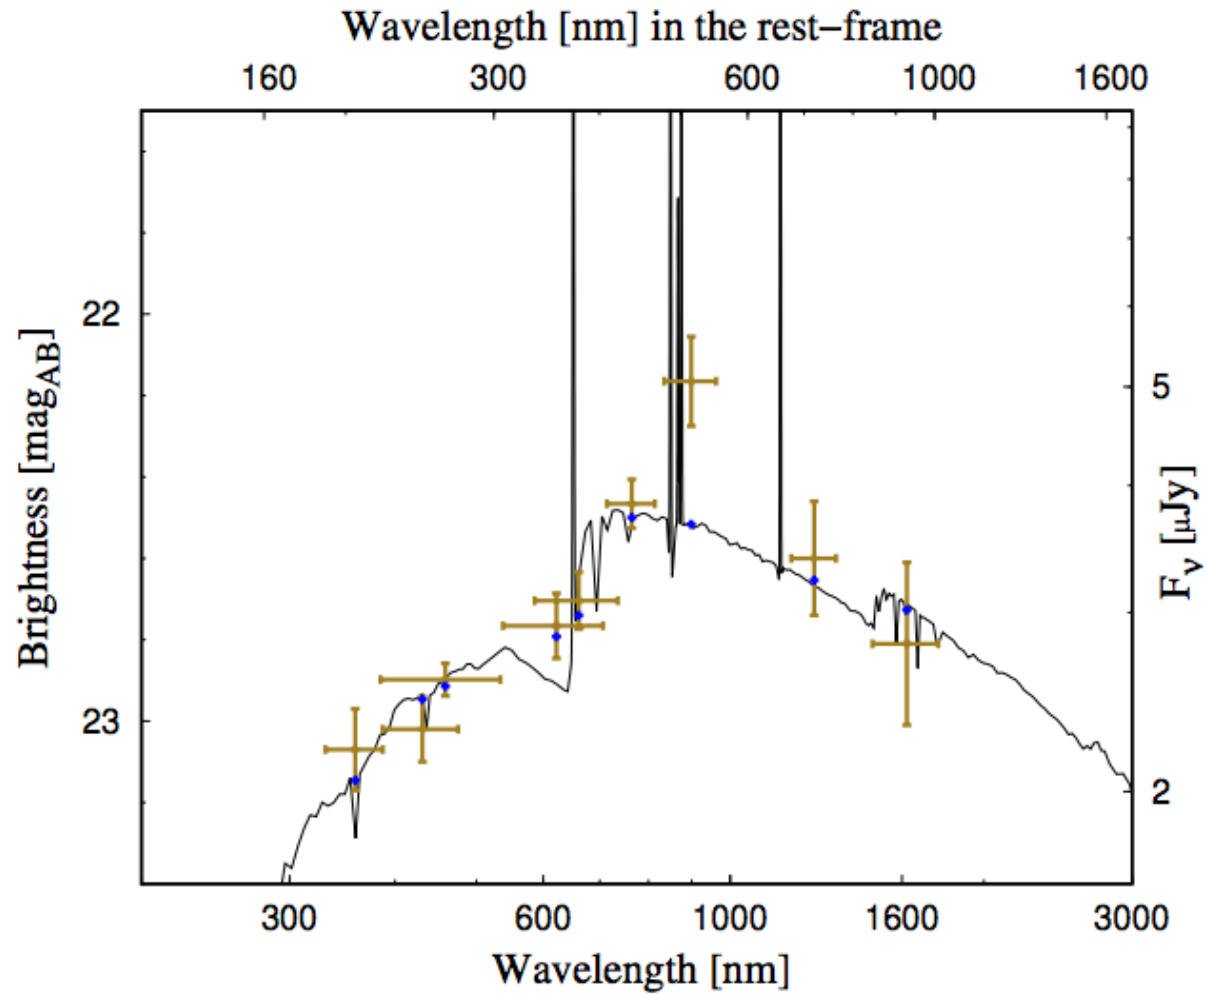 Wavelength [nm] in the rest−frame
160 300 600 1000 1600
22
23
Brightness [mag_AB]
5
2
F_ν [μJy]
300 600 1000 1600 3000
Wavelength [nm]